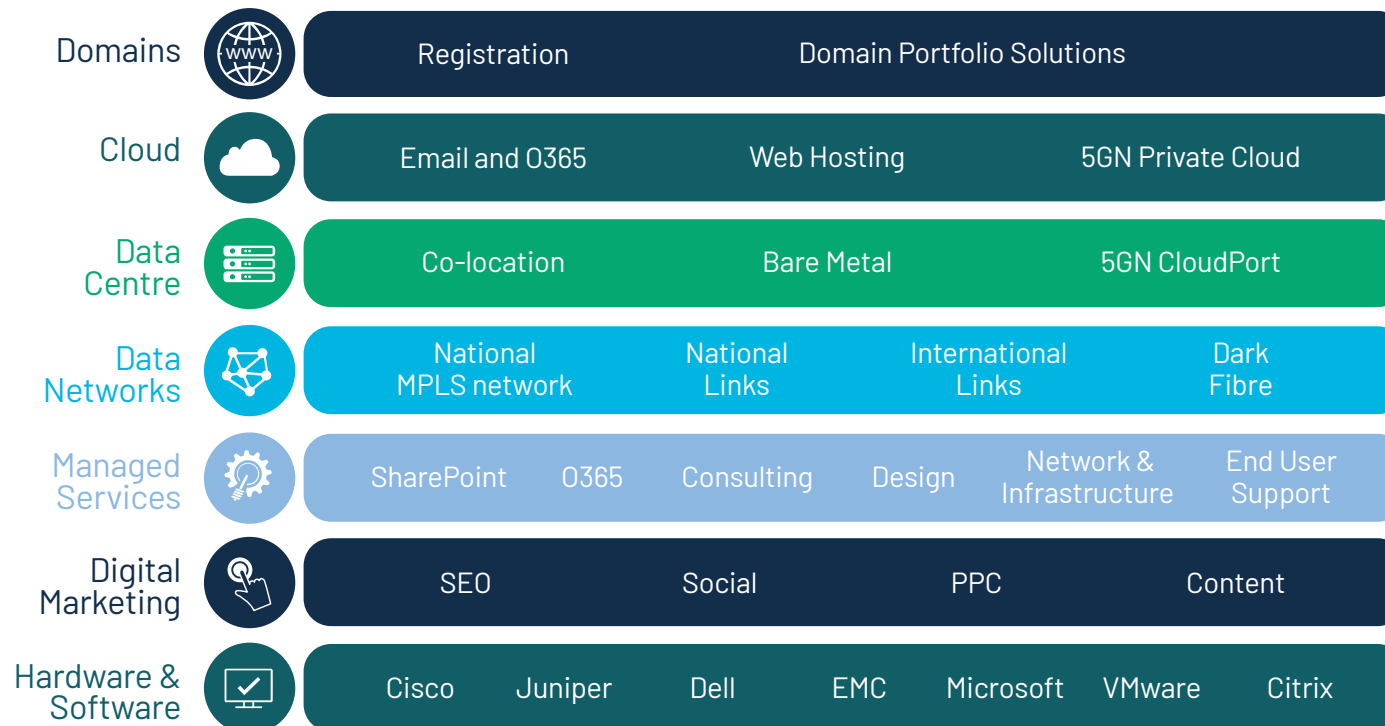 Domains
WWW
Registration
Domain Portfolio Solutions
Cloud
Email and O365
Web Hosting
5GN Private Cloud
Data
Centre
Co-location
Bare Metal
5GN CloudPort
Data
Networks
National
MPLS network
National
Links
International
Links
Dark
Fibre
Managed
Services
SharePoint
O365
Consulting
Design
Network &
Infrastructure
End User
Support
Digital
Marketing
SEO
Social
PPC
Content
Hardware &
Software
Cisco
Juniper
Dell
EMC
Microsoft
VMware
Citrix